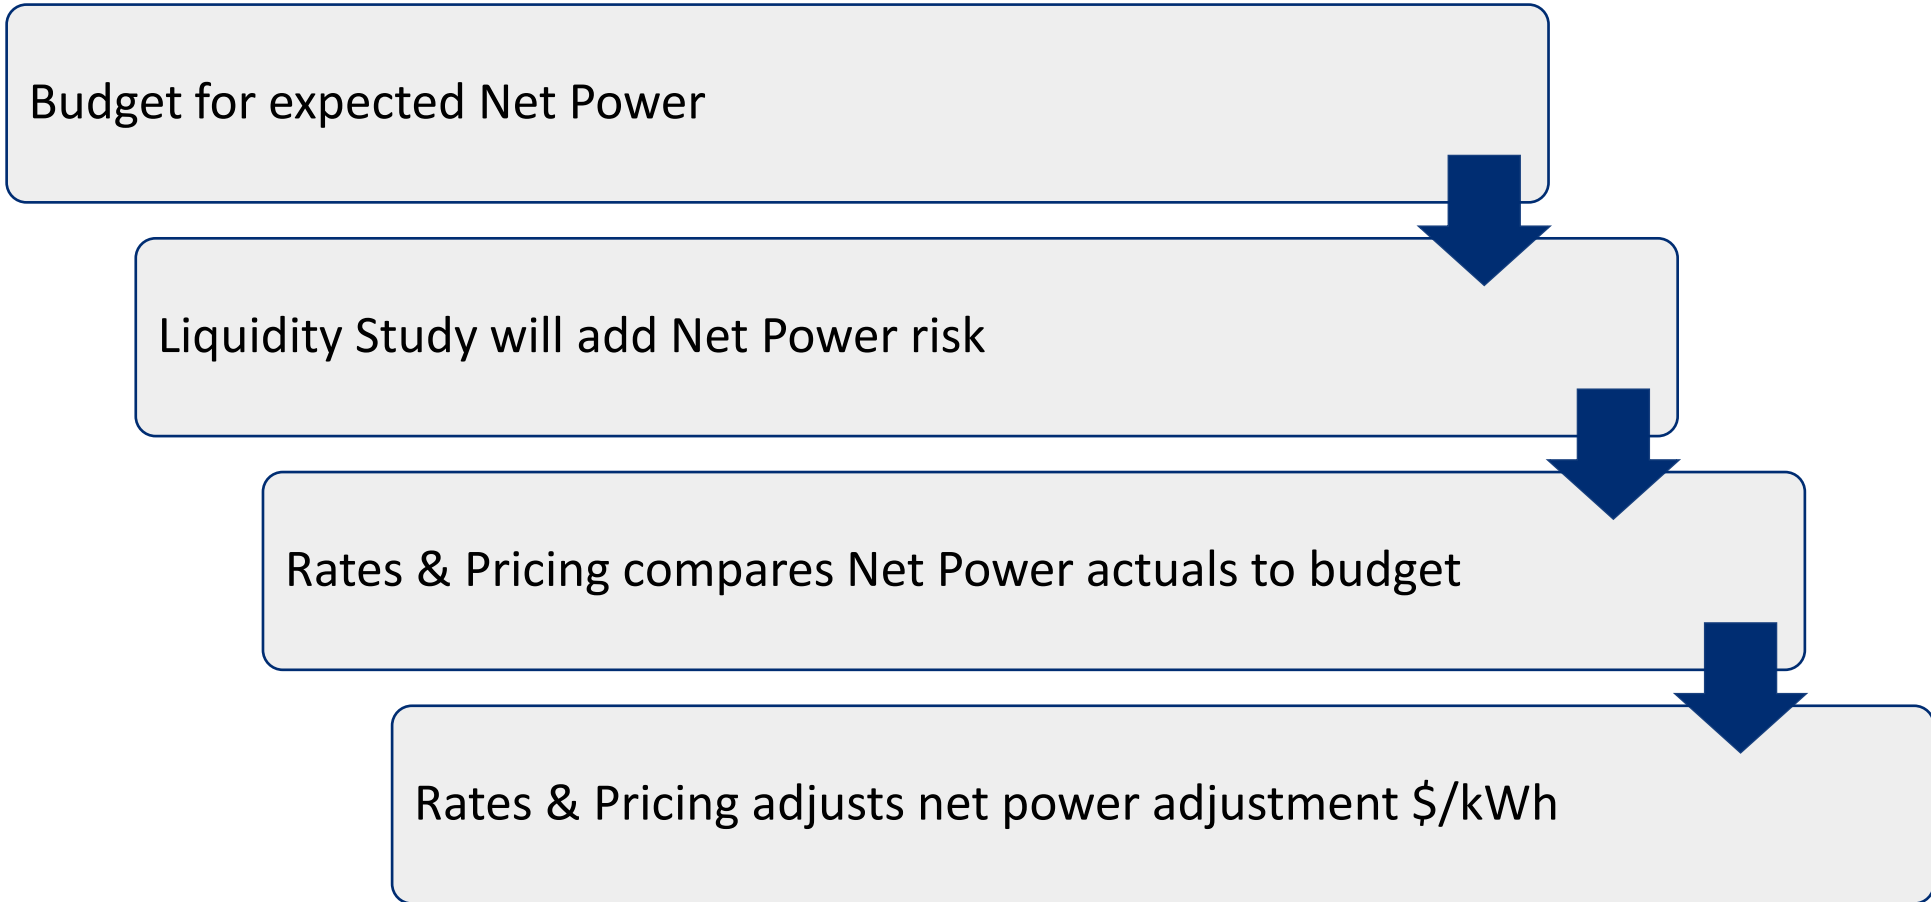 Budget for expected Net Power
Liquidity Study will add Net Power risk
Rates & Pricing compares Net Power actuals to budget
Rates & Pricing adjusts net power adjustment $/kWh